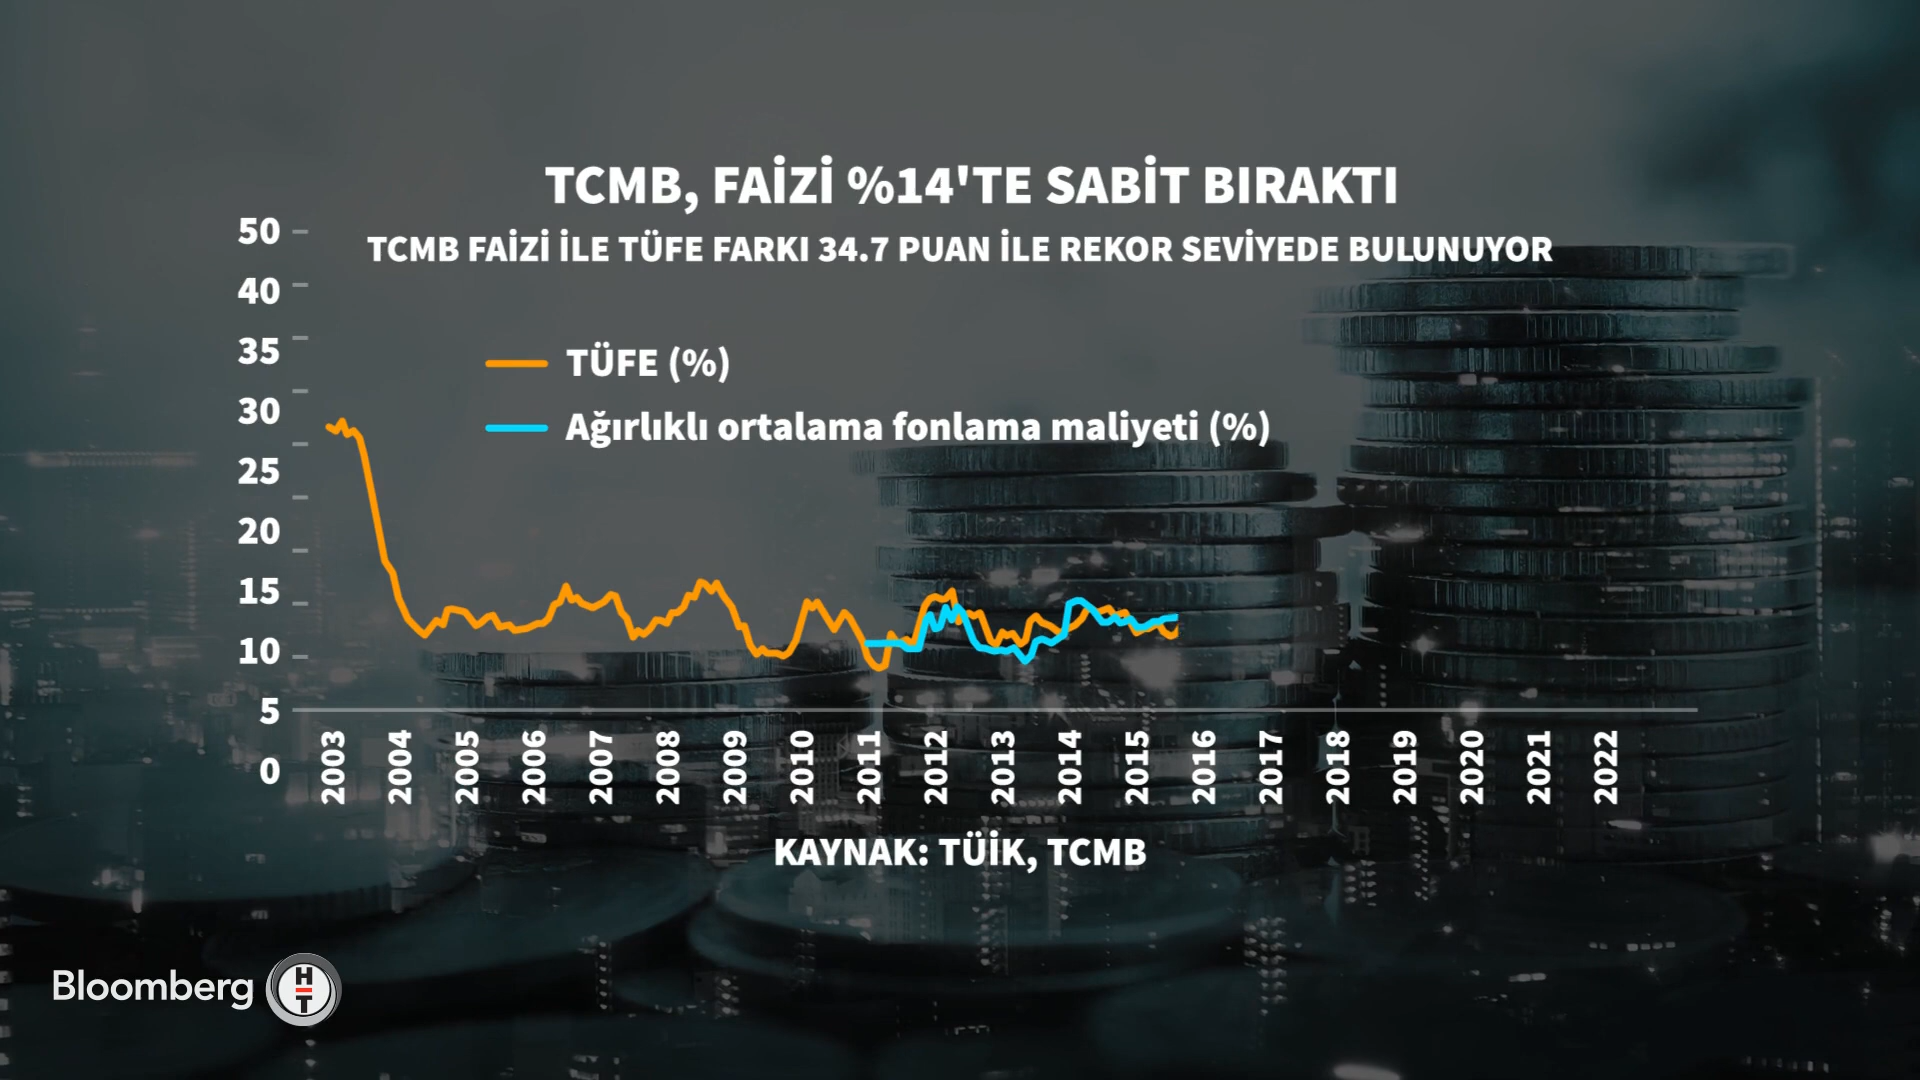 TCMB, FAİZİ %14'TE SABİT BIRAKTI
TCMB FAİZİ İLE TÜFE FARKI 34.7 PUAN İLE REKOR SEVİYEDE BULUNUYOR
50
40
35
30
25
20
15
10
5
0
TÜFE (%)
Ağırlıklı ortalama fonlama maliyeti (%)
2003 2004 2005 2006 2007 2008 2009 2010 2011 2012 2013 2014 2015 2016 2017 2018 2019 2020 2021 2022
KAYNAK: TÜİK, TCMB
Bloomberg HT